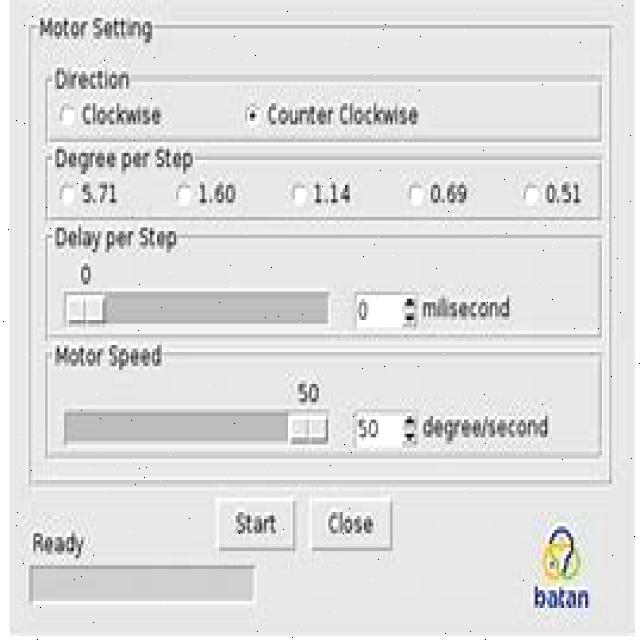 Motor Setting
Direction
Clockwise Counter Clockwise
Degree per Step
5.71 1.60 1.14 0.69 0.51
Delay per Step
0
0 milisecond
Motor Speed
50
50 degree/second
Start Close
Ready
batan